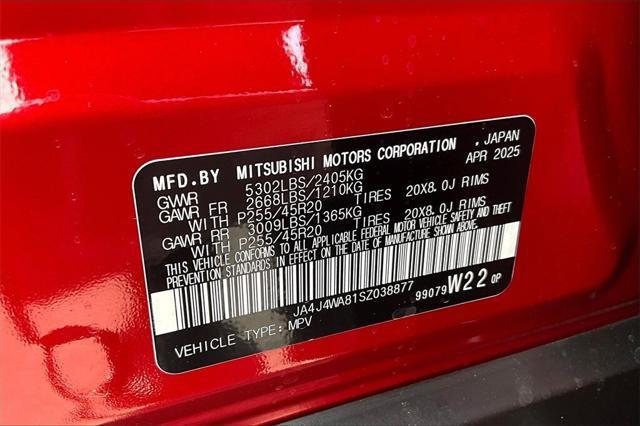 MFD.BY MITSUBISHI MOTORS CORPORATION . JAPAN
APR 2025
GVWR 5302LBS/2405KG
GAWR FR 2668LBS/1210KG
WITH P255/45R20 TIRES 20X8.0J RIMS
GAWR RR 3009LBS/1365KG
WITH P255/45R20 TIRES 20X8.0J RIMS
THIS VEHICLE CONFORMS TO ALL APPLICABLE FEDERAL MOTOR VEHICLE SAFETY AND THEFT
PREVENTION STANDARDS IN EFFECT ON THE DATE OF MANUFACTURE SHOWN ABOVE.
JA4J4WA81SZ038877
VEHICLE TYPE: MPV 99079 W22 0P